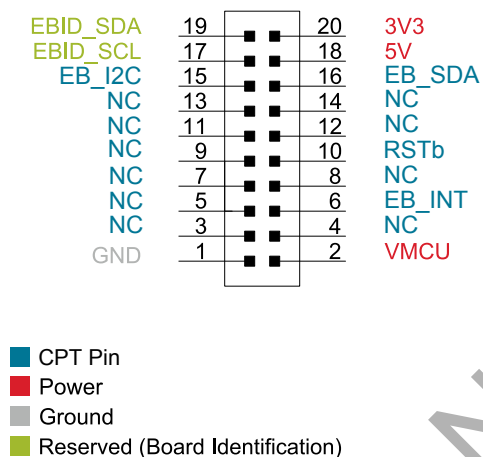 EBID_SDA 19 20 3V3
EBID_SCL 17 18 5V
EB_I2C 15 16 EB_SDA
NC 13 14 NC
NC 11 12 NC
NC 9 10 RSTb
NC 7 8 NC
NC 5 6 EB_INT
NC 3 4 NC
GND 1 2 VMCU
CPT Pin
Power
Ground
Reserved (Board Identification)